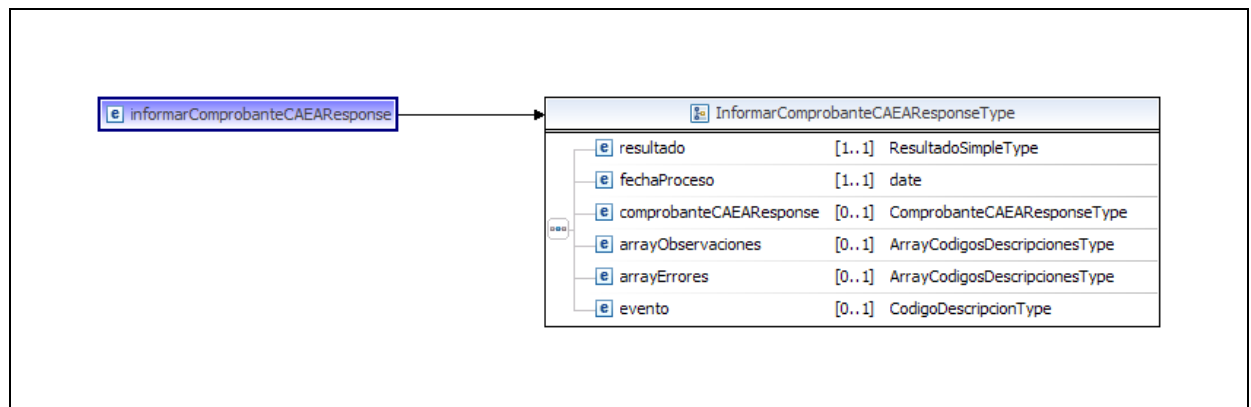 e informarComprobanteCAEAResponse
InformarComprobanteCAEAResponseType
e resultado [1..1] ResultadoSimpleType
e fechaProceso [1..1] date
e comprobanteCAEAResponse [0..1] ComprobanteCAEAResponseType
e arrayObservaciones [0..1] ArrayCodigosDescripcionesType
e arrayErrores [0..1] ArrayCodigosDescripcionesType
e evento [0..1] CodigoDescripcionType